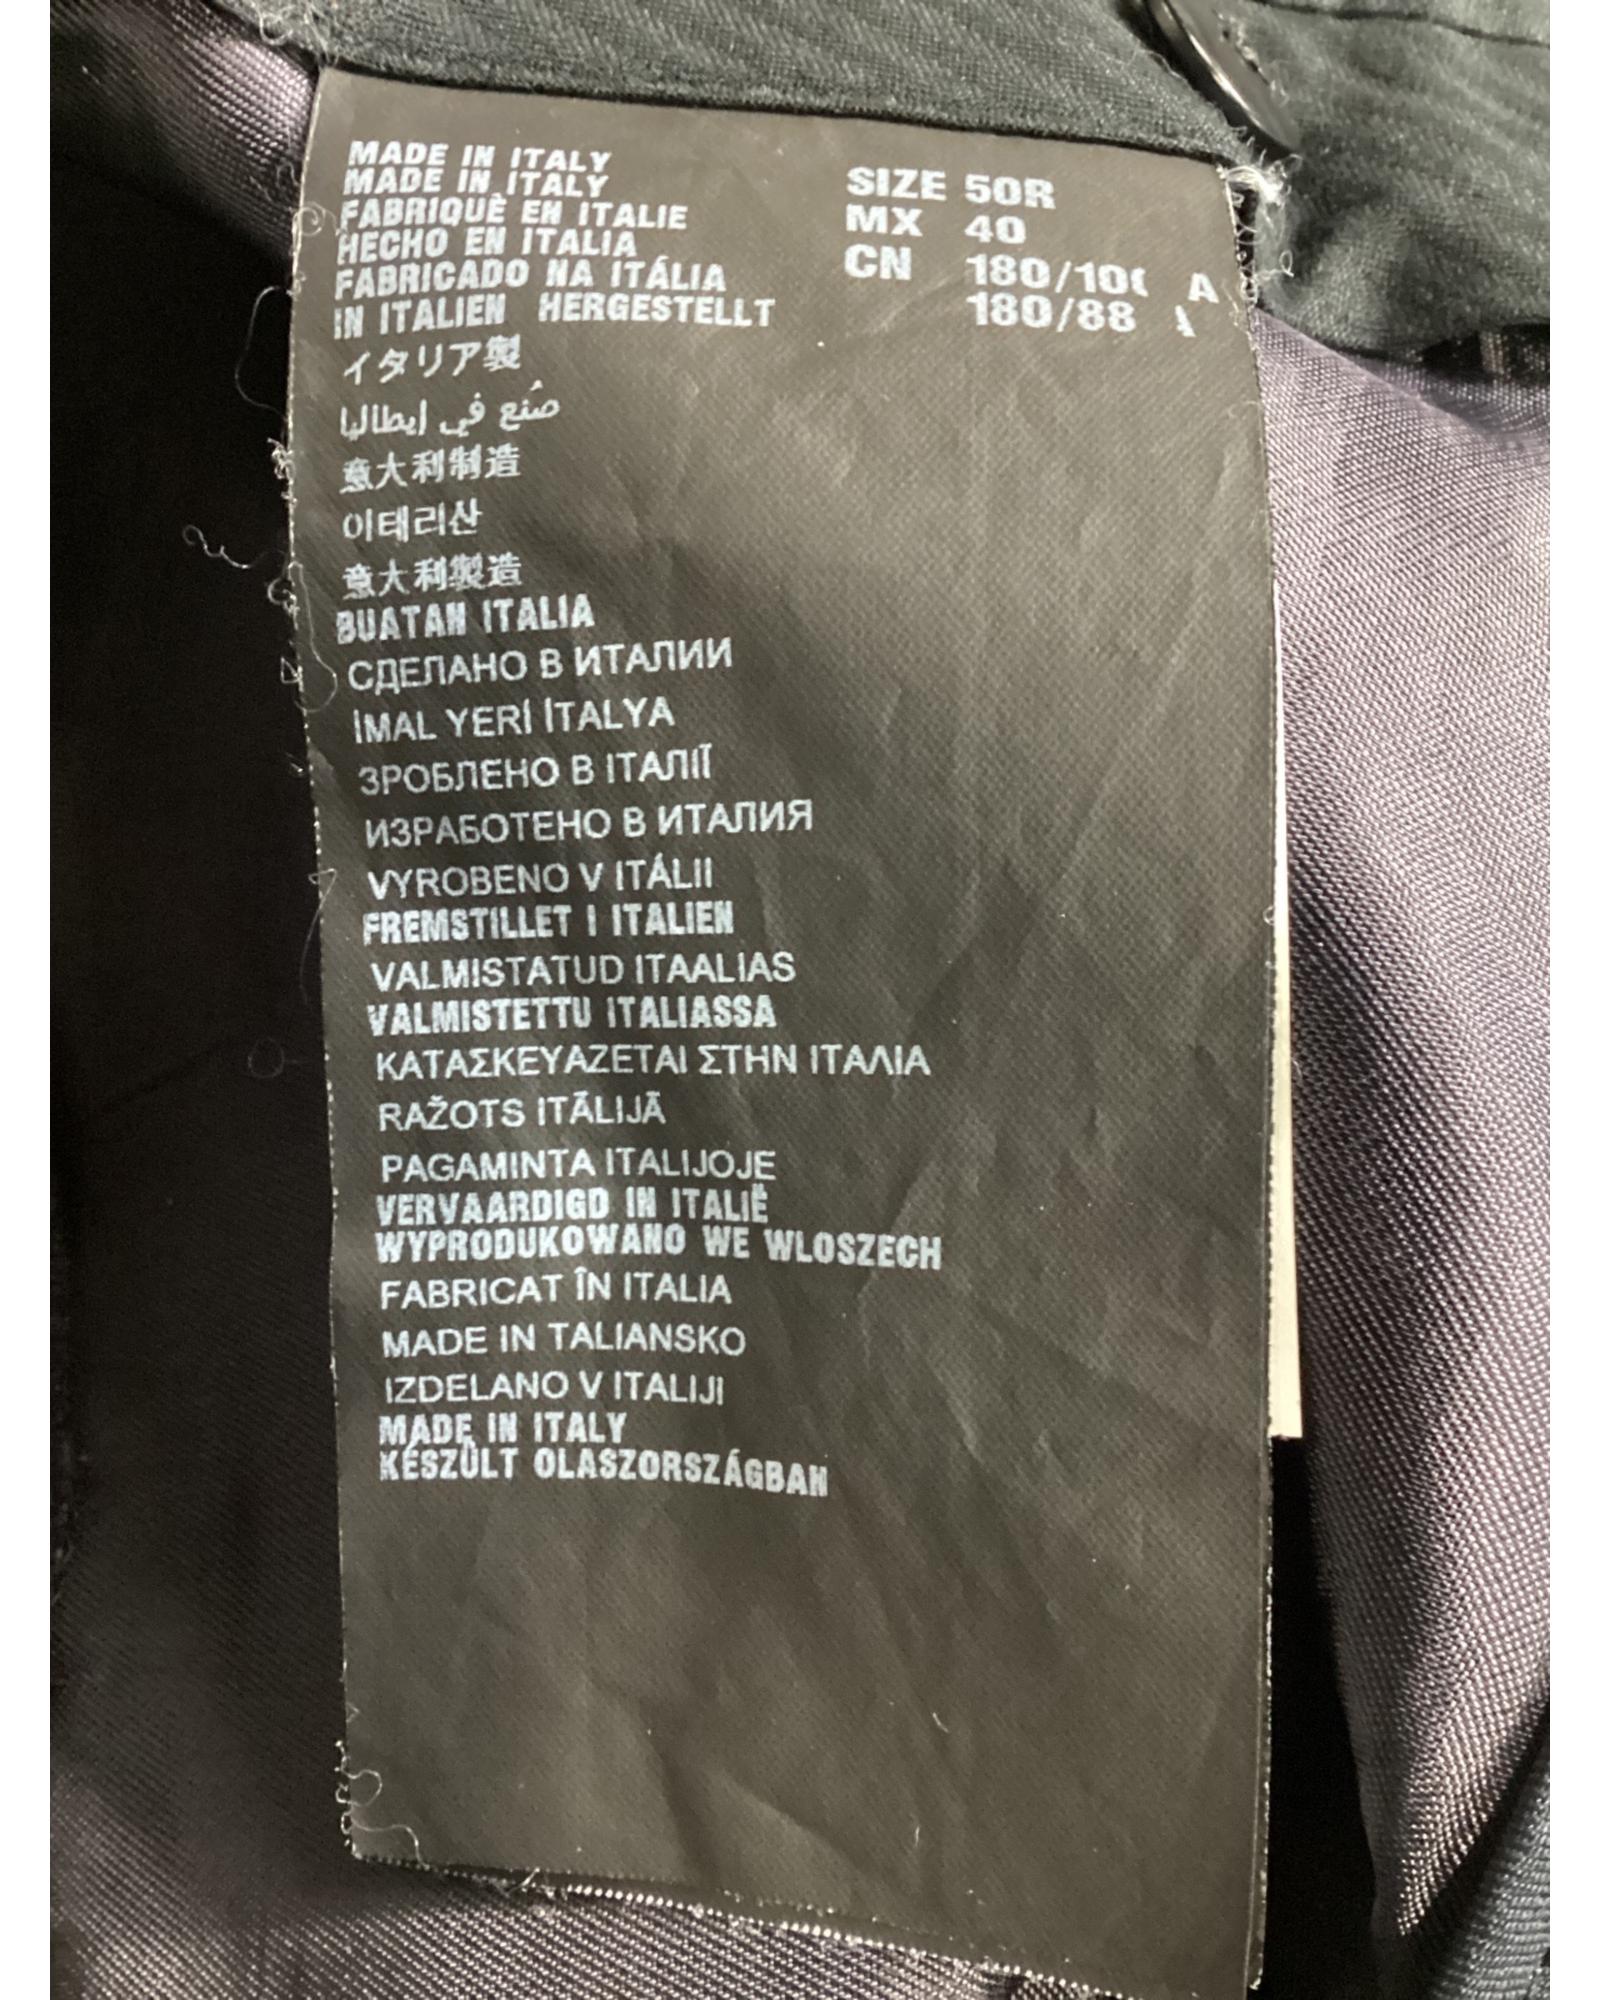 MADE IN ITALY
MADE IN ITALY
FABRIQUÈ EN ITALIE
HECHO EN ITALIA
FABRICADO NA ITÁLIA
IN ITALIEN HERGESTELLT
イタリア製
صُنع في ايطاليا
意大利制造
이태리산
意大利製造
BUATAN ITALIA
СДЕЛАНО В ИТАЛИИ
İMAL YERİ İTALYA
ЗРОБЛЕНО В ІТАЛІЇ
ИЗРАБОТЕНО В ИТАЛИЯ
VYROBENO V ITÁLII
FREMSTILLET I ITALIEN
VALMISTATUD ITAALIAS
VALMISTETTU ITALIASSA
ΚΑΤΑΣΚΕΥΑΖΕΤΑΙ ΣΤΗΝ ΙΤΑΛΙΑ
RAŽOTS ITĀLIJĀ
PAGAMINTA ITALIJOJE
VERVAARDIGD IN ITALIË
WYPRODUKOWANO WE WLOSZECH
FABRICAT ÎN ITALIA
MADE IN TALIANSKO
IZDELANO V ITALIJI
MADE IN ITALY
KÉSZÛLT OLASZORSZÁGBAN
SIZE 50R
MX 40
CN A
180/88